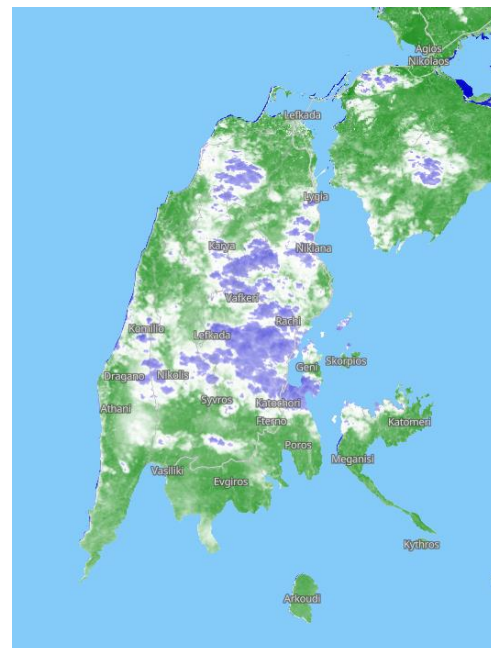 Agios
Nikolaos
Lefkada
Lygia
Karya
Nikiana
Vafkeri
Rachi
Kamilio
Lefkada
Geni
Skorpios
Dragano
Nikolis
Athani
Syvros
Katochori
Fterno
Katomeri
Poros
Meganisi
Vasiliki
Evgiros
Kythros
Arkoudi